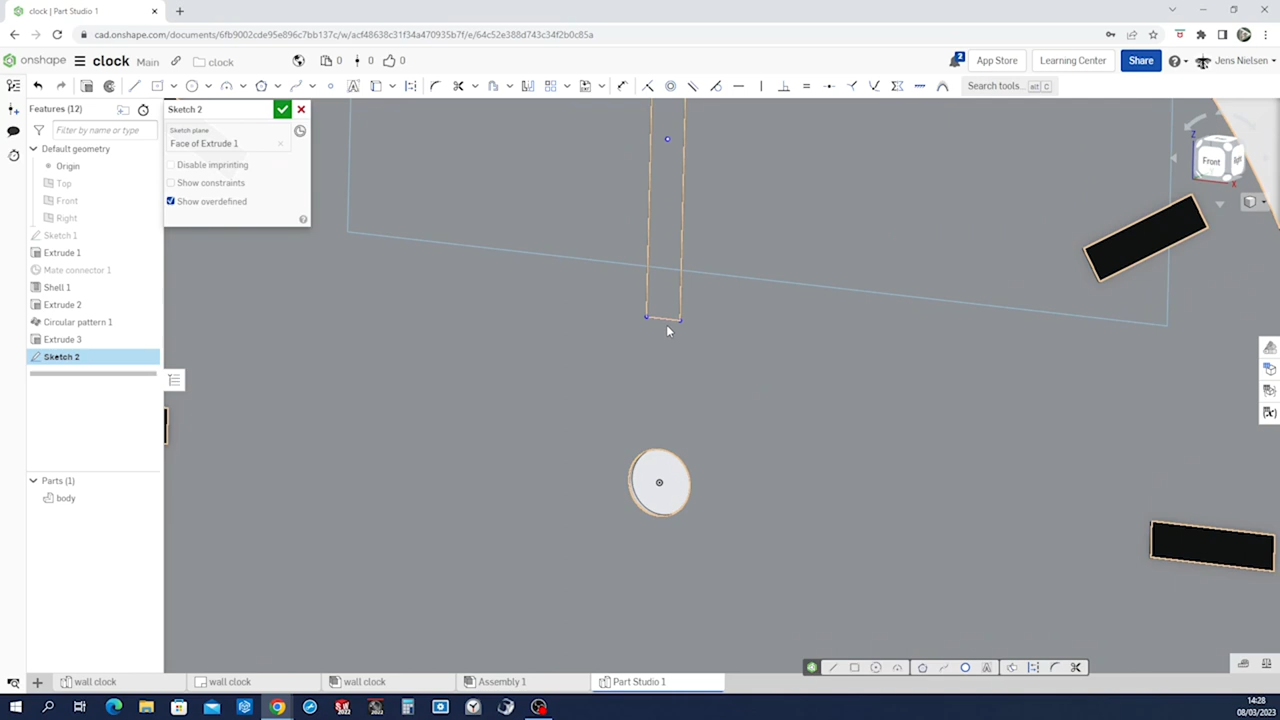 clock | Part Studio 1
cad.onshape.com/documents/6fb9002cde95e896c7bb137c/w/acf48638c31f34a470935b7f/e/64c52e388d743c34f2b0c85a
onshape
clock
Main
clock
0
0
2
App Store
Learning Center
Share
Jens Nielsen
Search tools...
alt
C
Features (12)
Filter by name or type
Default geometry
Origin
Top
Front
Right
Sketch 1
Extrude 1
Mate connector 1
Shell 1
Extrude 2
Circular pattern 1
Extrude 3
Sketch 2
Parts (1)
body
Sketch 2
Sketch plane
Face of Extrude 1
Disable imprinting
Show constraints
Show overdefined
Z
Front
X
(x)
wall clock
wall clock
wall clock
Assembly 1
Part Studio 1
14:28
08/03/2023